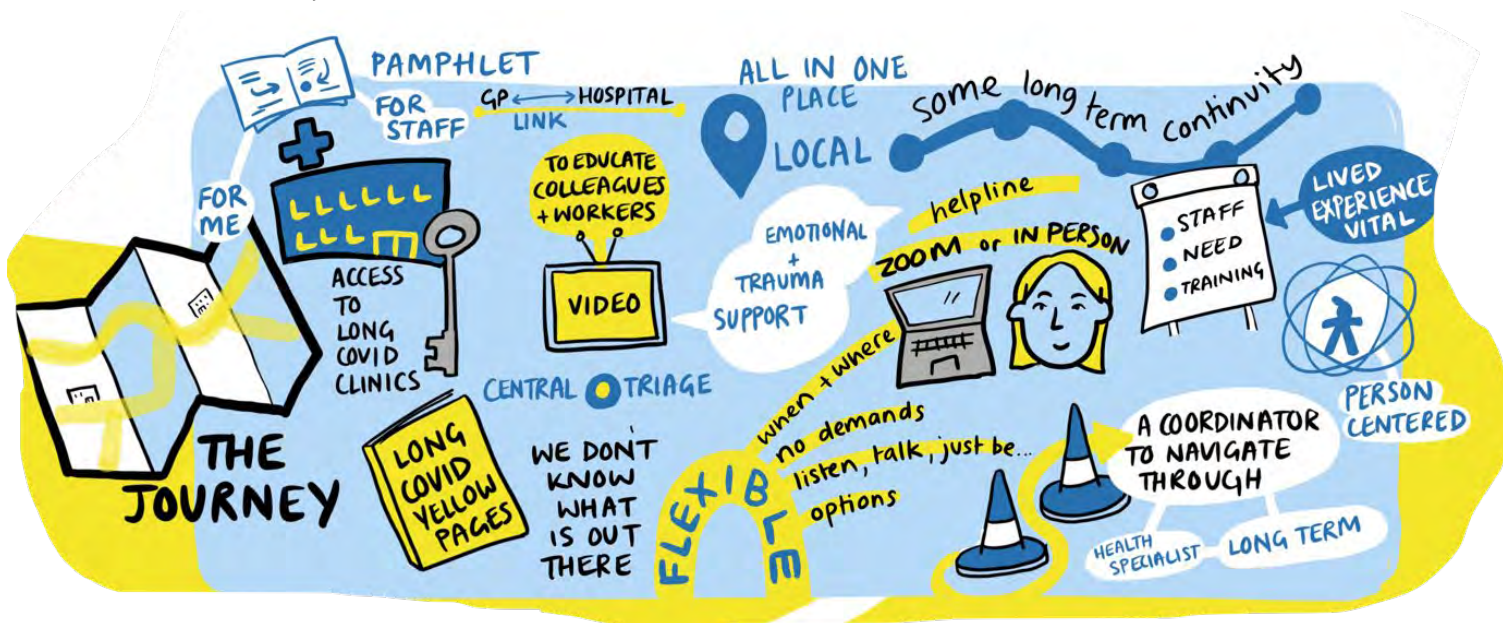 PAMPHLET
FOR
STAFF
FOR
ME
GP
HOSPITAL
LINK
ALL IN ONE
PLACE
LOCAL
some long term continuity
TO EDUCATE
COLLEAGUES
+ WORKERS
VIDEO
EMOTIONAL
+
TRAUMA
SUPPORT
helpline
ZOOM or IN PERSON
STAFF
NEED
TRAINING
LIVED
EXPERIENCE
VITAL
ACCESS
TO
LONG
COVID
CLINICS
CENTRAL TRIAGE
THE
JOURNEY
LONG
COVID
YELLOW
PAGES
WE DON'T
KNOW
WHAT
IS OUT
THERE
FLEXIBLE
when + where
no demands
listen, talk, just be...
options
A COORDINATOR
TO NAVIGATE
THROUGH
HEALTH
SPECIALIST
LONG TERM
PERSON
CENTERED